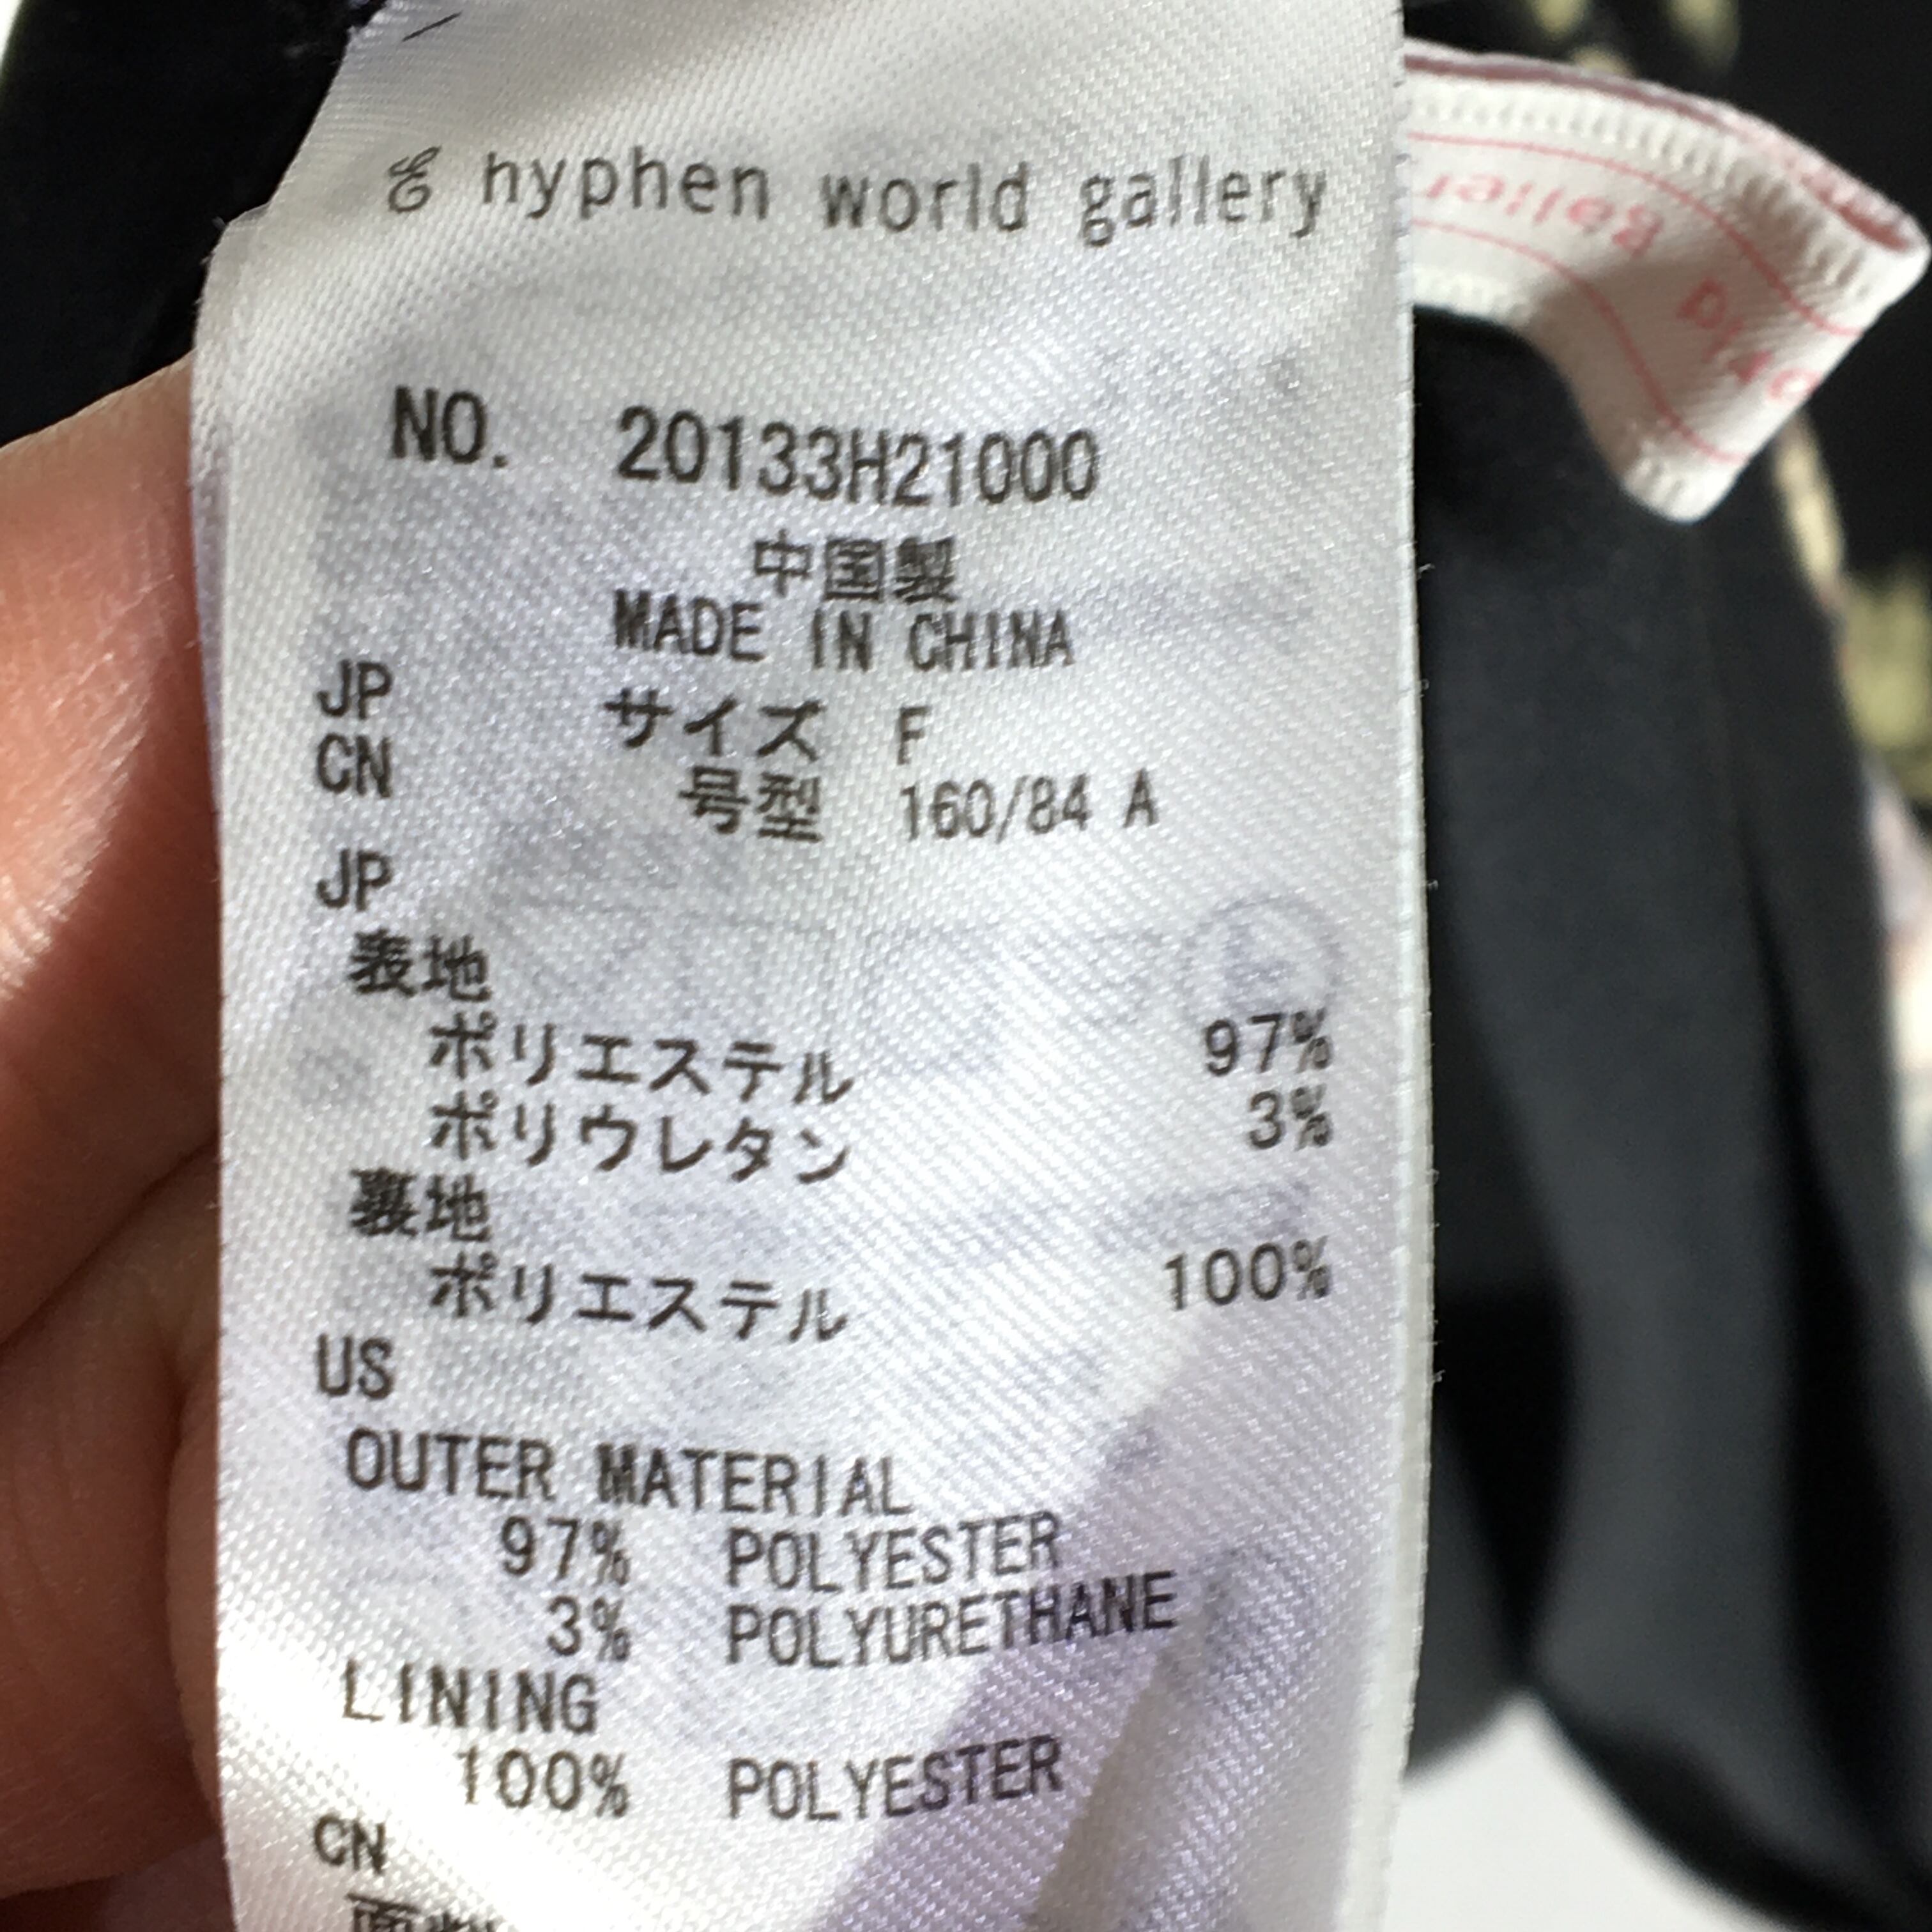 hyphen world gallery
NO. 20133H21000
中国製
MADE IN CHINA
JP サイズ F
CN 号型 160/84 A
JP
表地
ポリエステル 97%
ポリウレタン 3%
裏地
ポリエステル 100%
US
OUTER MATERIAL
97% POLYESTER
3% POLYURETHANE
LINING
100% POLYESTER
CN